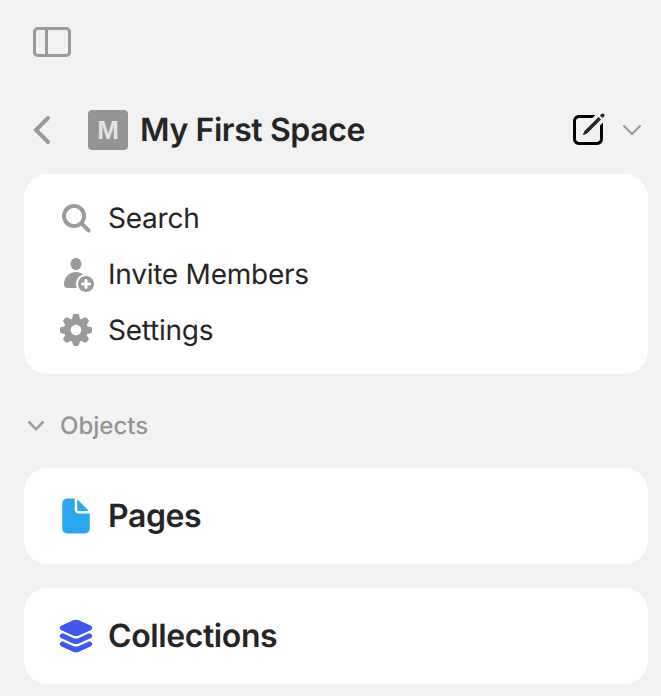 M My First Space
Search
Invite Members
Settings
Objects
Pages
Collections